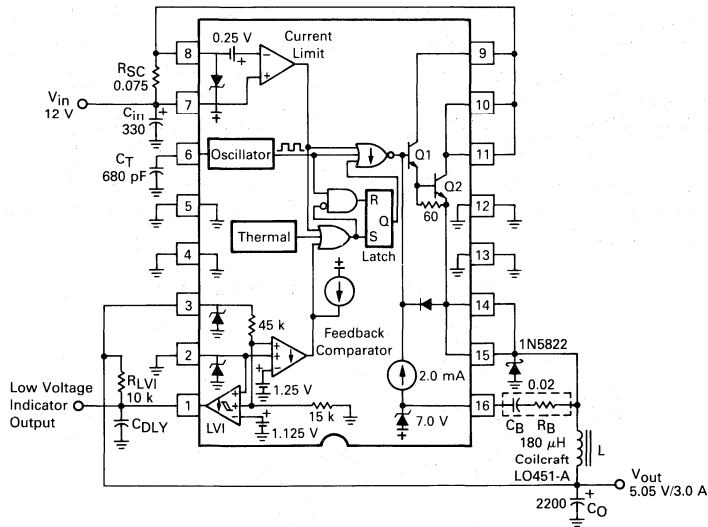 8
0.25 V
Current
Limit
9
RSC
0.075
Vin
12 V
7
10
Cin
330
6
Oscillator
Q1
11
CT
680 pF
Q2
R
Q
S
Latch
60
5
12
Thermal
4
13
3
14
45 k
Feedback
Comparator
1N5822
2
15
RLVI
10 k
1.25 V
2.0 mA
0.02
Low Voltage
Indicator
Output
1
15 k
16
CB
RB
CDLY
LVI
1.125 V
7.0 V
180 μH
Coilcraft
LO451-A
L
Vout
5.05 V/3.0 A
2200
CO